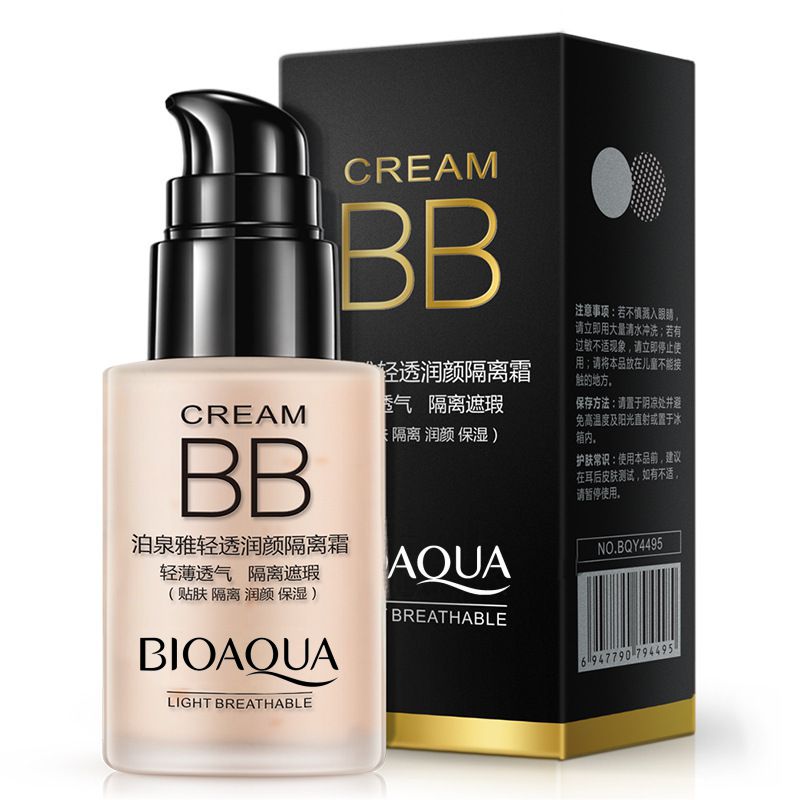 CREAM
BB
泊泉雅轻透润颜隔离霜
轻薄透气 隔离遮瑕
（贴肤 隔离 润颜 保湿）
BIOAQUA
LIGHT BREATHABLE
CREAM
BB
轻透润颜隔离霜
透气 隔离遮瑕
隔离 润颜 保湿）
OAQUA
BREATHABLE
注意事项：若不慎溅入眼睛，
请立即用大量清水冲洗；若有
过敏不适现象，请立即停止使
用；请将本品放在儿童不能接
触的地方。
保存方法：请置于阴凉处并避
免高温度及阳光直射或置于冰
箱内。
护肤常识：使用本品前，建议
在耳后皮肤测试，如有不适，
请暂停使用。
NO.BQY4495
6 947790 794495